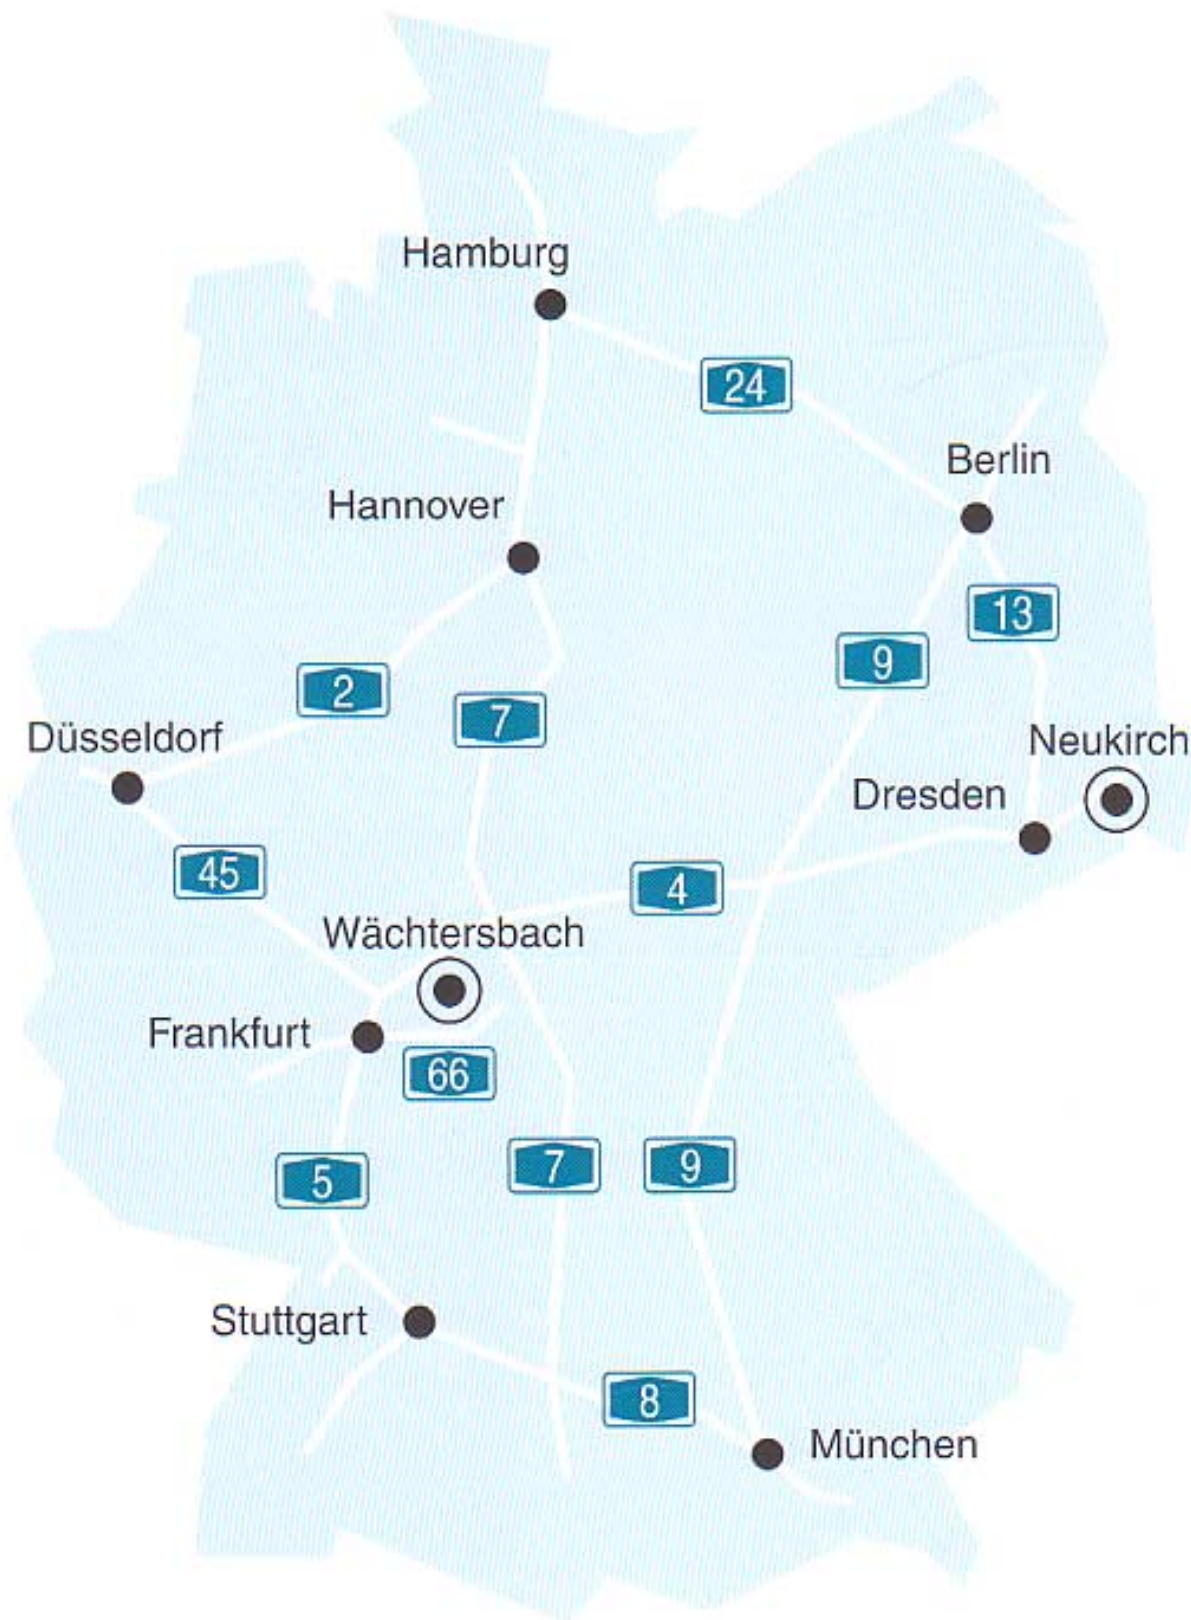 Hamburg
24
Berlin
Hannover
13
9
2
7
Düsseldorf
Neukirch
Dresden
45
4
Wächtersbach
Frankfurt
66
7
9
5
Stuttgart
8
München